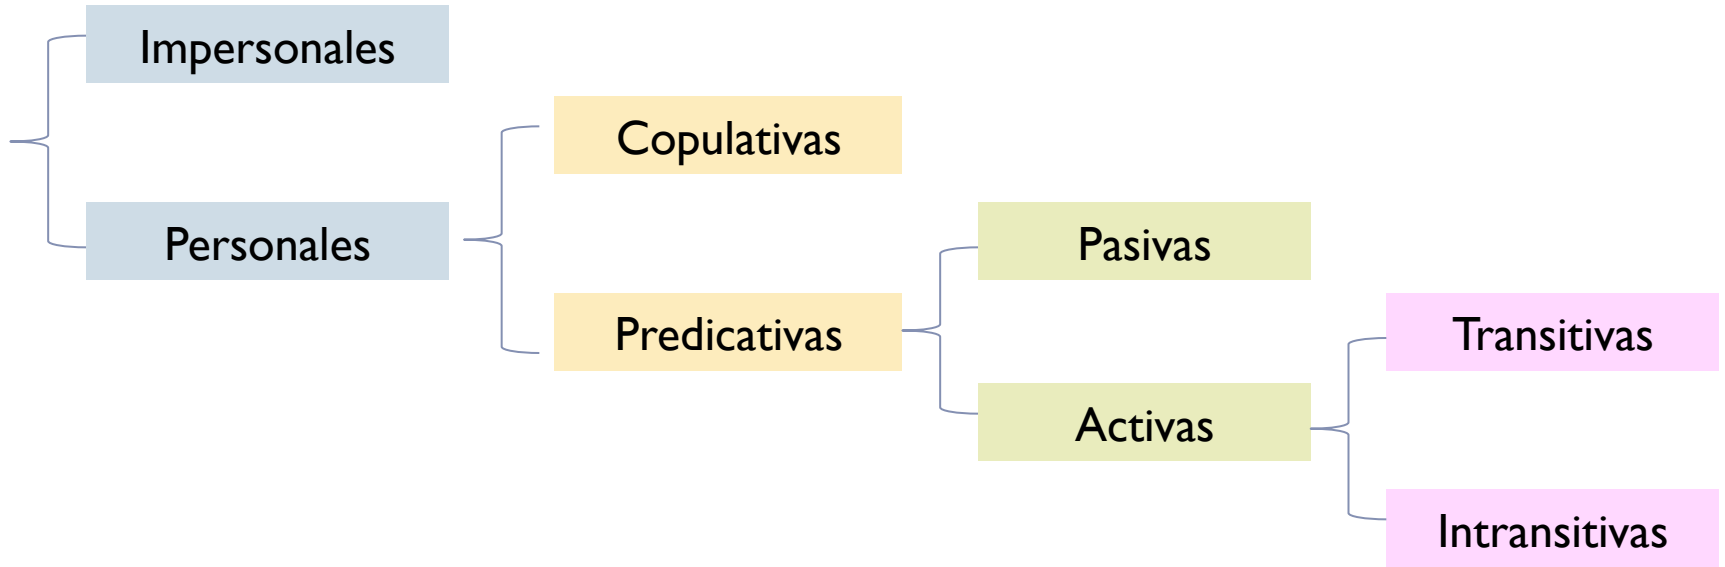 Impersonales
Personales
Copulativas
Predicativas
Pasivas
Activas
Transitivas
Intransitivas